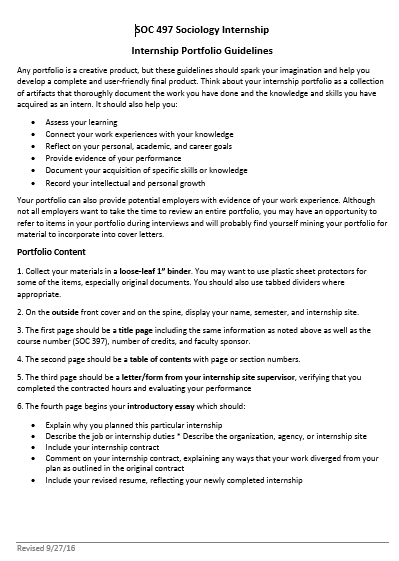 SOC 497 Sociology Internship
Internship Portfolio Guidelines
Any portfolio is a creative product, but these guidelines should spark your imagination and help you
develop a complete and user-friendly final product. Think about your internship portfolio as a collection
of artifacts that thoroughly document the work you have done and the knowledge and skills you have
acquired as an intern. It should also help you:
• Assess your learning
• Connect your work experiences with your knowledge
• Reflect on your personal, academic, and career goals
• Provide evidence of your performance
• Document your acquisition of specific skills or knowledge
• Record your intellectual and personal growth
Your portfolio can also provide potential employers with evidence of your work experience. Although
not all employers want to take the time to review an entire portfolio, you may have an opportunity to
refer to items in your portfolio during interviews and will probably find yourself mining your portfolio for
material to incorporate into cover letters.
Portfolio Content
1. Collect your materials in a loose-leaf 1" binder. You may want to use plastic sheet protectors for
some of the items, especially original documents. You should also use tabbed dividers where
appropriate.
2. On the outside front cover and on the spine, display your name, semester, and internship site.
3. The first page should be a title page including the same information as noted above as well as the
course number (SOC 397), number of credits, and faculty sponsor.
4. The second page should be a table of contents with page or section numbers.
5. The third page should be a letter/form from your internship site supervisor, verifying that you
completed the contracted hours and evaluating your performance
6. The fourth page begins your introductory essay which should:
• Explain why you planned this particular internship
• Describe the job or internship duties * Describe the organization, agency, or internship site
• Include your internship contract
• Comment on your internship contract, explaining any ways that your work diverged from your
plan as outlined in the original contract
• Include your revised resume, reflecting your newly completed internship
Revised 9/27/16